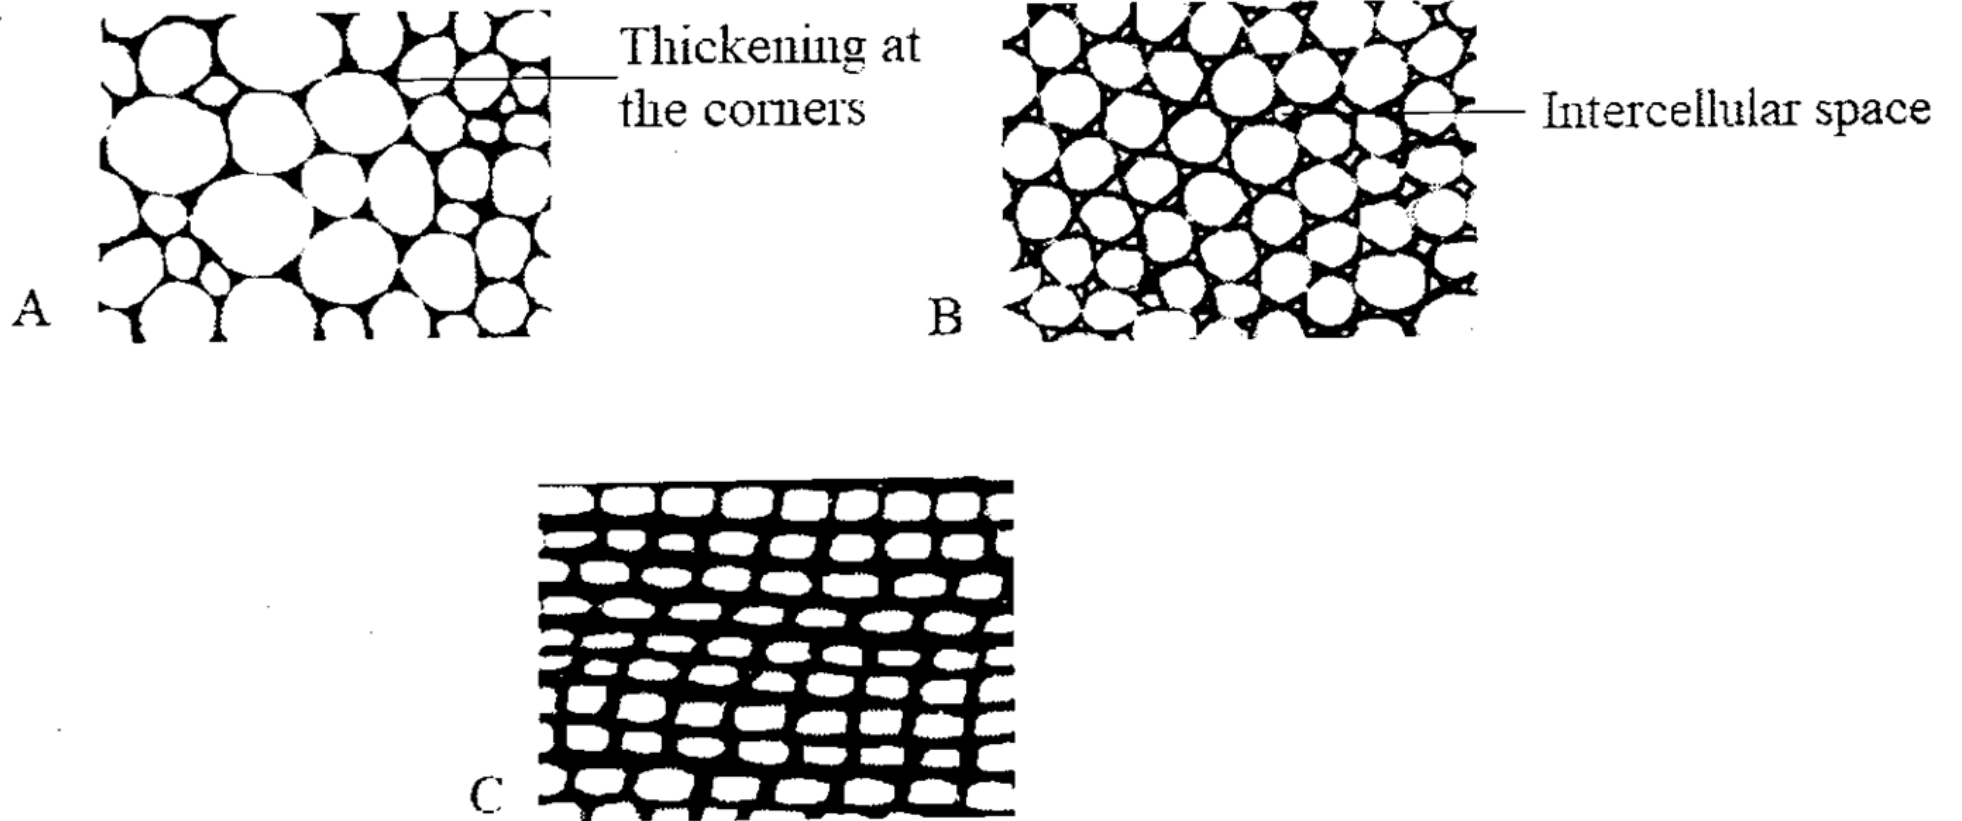 Thickening at
the corners
Intercellular space
A
B
C